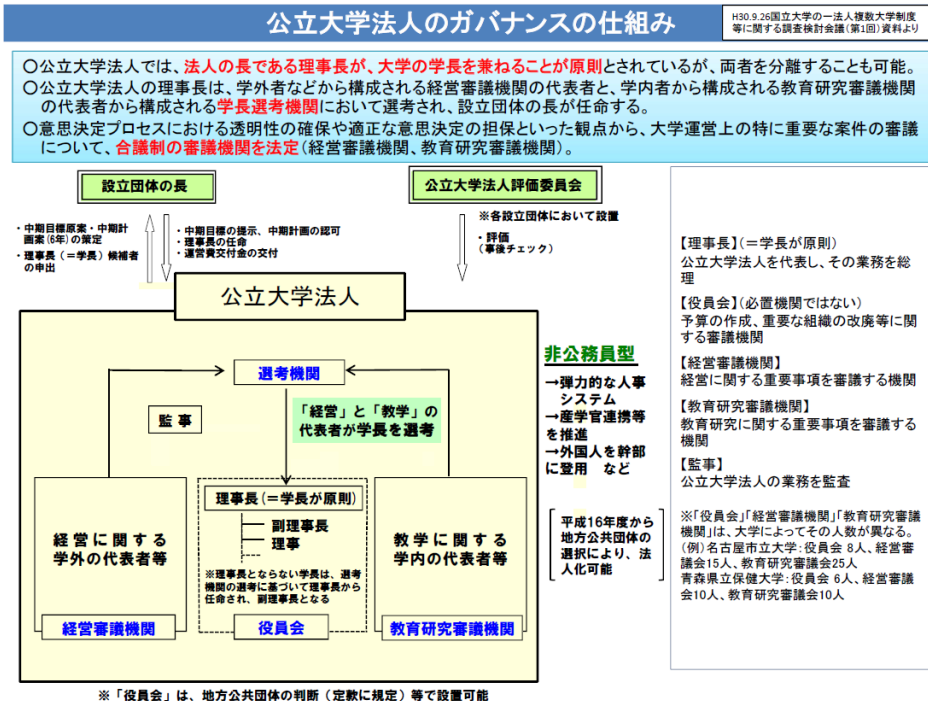 公立大学法人のガバナンスの仕組み
H30.9.26国立大学の一法人複数大学制度
等に関する調査検討会議(第1回)資料より
○公立大学法人では、法人の長である理事長が、大学の学長を兼ねることが原則とされているが、両者を分離することも可能。
○公立大学法人の理事長は、学外者などから構成される経営審議機関の代表者と、学内者から構成される教育研究審議機関
の代表者から構成される学長選考機関において選考され、設立団体の長が任命する。
○意思決定プロセスにおける透明性の確保や適正な意思決定の担保といった観点から、大学運営上の特に重要な案件の審議
について、合議制の審議機関を法定(経営審議機関、教育研究審議機関)。
設立団体の長
公立大学法人評価委員会
・中期目標原案・中期計
画案(6年)の策定
・理事長(=学長)候補者
の申出
・中期目標の提示、中期計画の認可
・理事長の任命
・運営費交付金の交付
※各設立団体において設置
・評価
(事後チェック)
公立大学法人
選考機関
監事
「経営」と「教学」の
代表者が学長を選考
経営に関する
学外の代表者等
経営審議機関
理事長(=学長が原則)
副理事長
理事
※理事長とならない学長は、選考
機関の選考に基づいて理事長から
任命され、副理事長となる
役員会
教学に関する
学内の代表者等
教育研究審議機関
非公務員型
→弾力的な人事
システム
→産学官連携等
を推進
→外国人を幹部
に登用 など
平成16年度から
地方公共団体の
選択により、法
人化可能
【理事長】(=学長が原則)
公立大学法人を代表し、その業務を総
理
【役員会】(必置機関ではない)
予算の作成、重要な組織の改廃等に関
する審議機関
【経営審議機関】
経営に関する重要事項を審議する機関
【教育研究審議機関】
教育研究に関する重要事項を審議する
機関
【監事】
公立大学法人の業務を監査
※「役員会」「経営審議機関」「教育研究審議機
関」は、大学によってその人数が異なる。
(例)名古屋市立大学:役員会 8人、経営審
議会15人、教育研究審議会25人
青森県立保健大学:役員会 6人、経営審議
会10人、教育研究審議会10人
※「役員会」は、地方公共団体の判断(定款に規定)等で設置可能